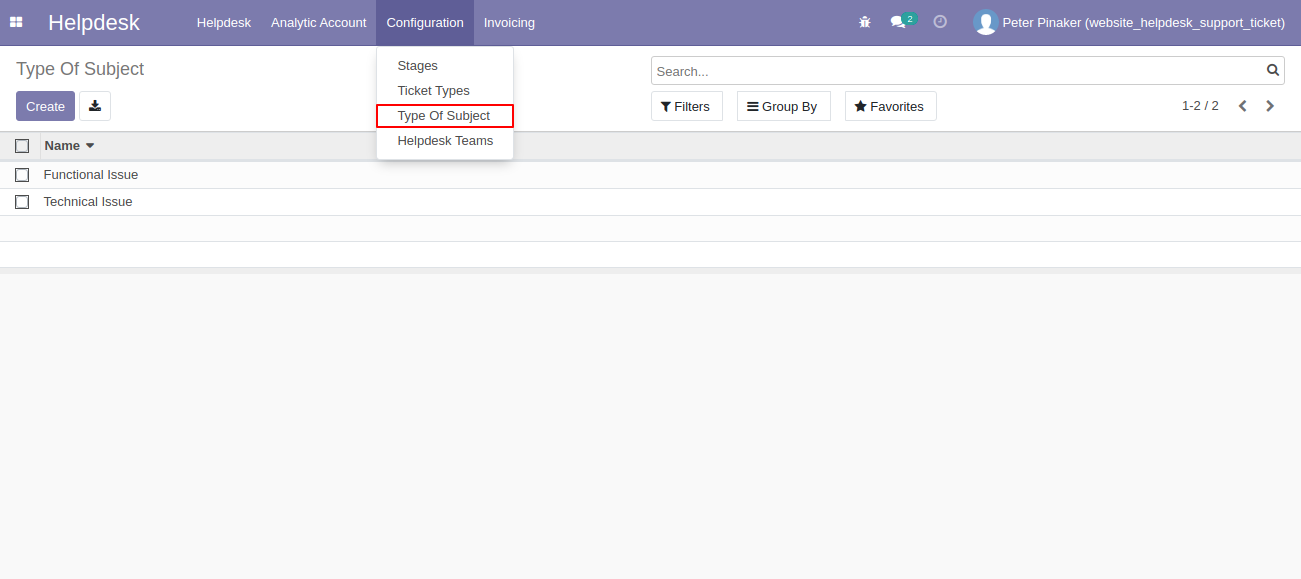 Helpdesk Helpdesk Analytic Account Configuration Invoicing 2 Peter Pinaker (website_helpdesk_support_ticket)
Type Of Subject
Stages
Ticket Types
Type Of Subject
Helpdesk Teams
Search...
Create
Filters Group By Favorites 1-2 / 2
Name
Functional Issue
Technical Issue